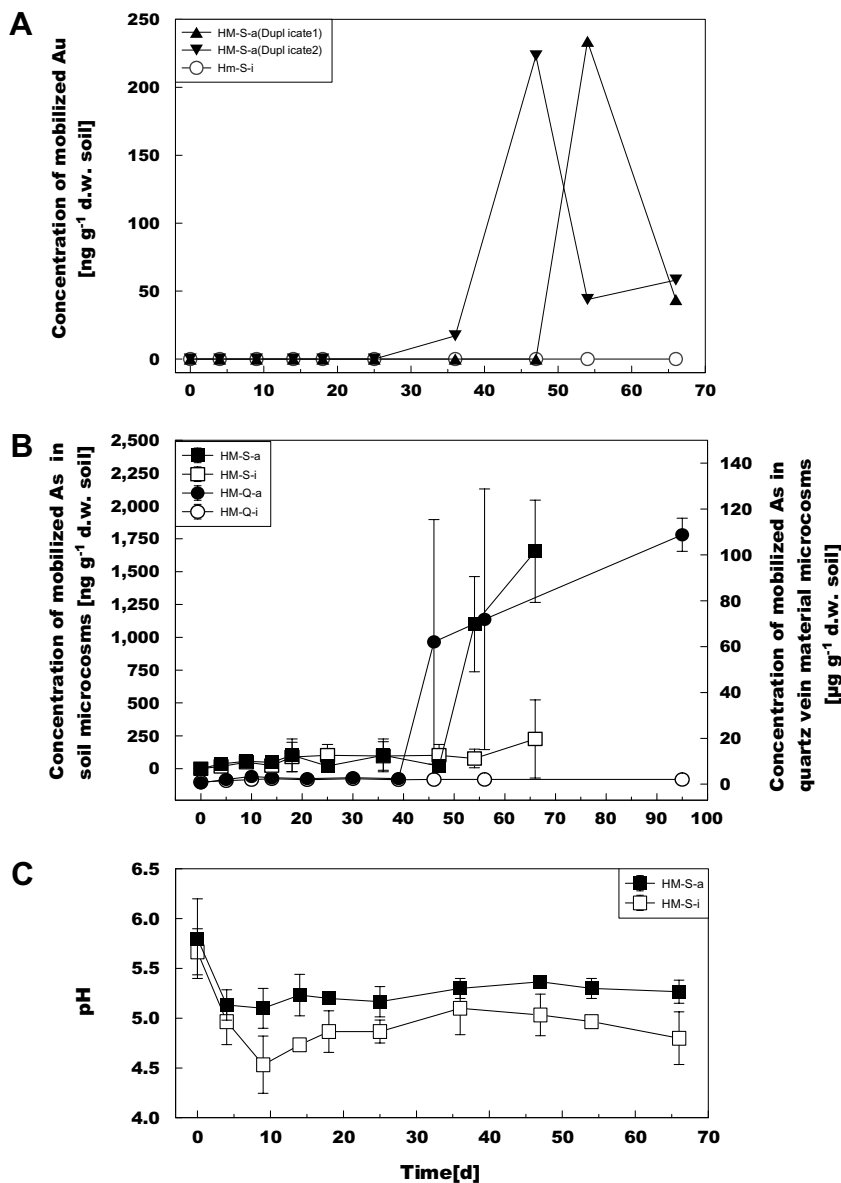 A
HM-S-a(Dupl icate1)
HM-S-a(Dupl icate2)
Hm-S-i
Concentration of mobilized Au
[ng g-1 d.w. soil]
250
200
150
100
50
0
0 10 20 30 40 50 60 70
B
HM-S-a
HM-S-i
HM-Q-a
HM-Q-i
Concentration of mobilized As in
soil microcosms [ng g-1 d.w. soil]
2,500
2,250
2,000
1,750
1,500
1,250
1,000
750
500
250
0
140
120
100
80
60
40
20
0
Concentration of mobilized As in
quartz vein material microcosms
[µg g-1 d.w. soil]
0 10 20 30 40 50 60 70 80 90 100
C
HM-S-a
HM-S-i
pH
6.5
6.0
5.5
5.0
4.5
4.0
0 10 20 30 40 50 60 70
Time[d]